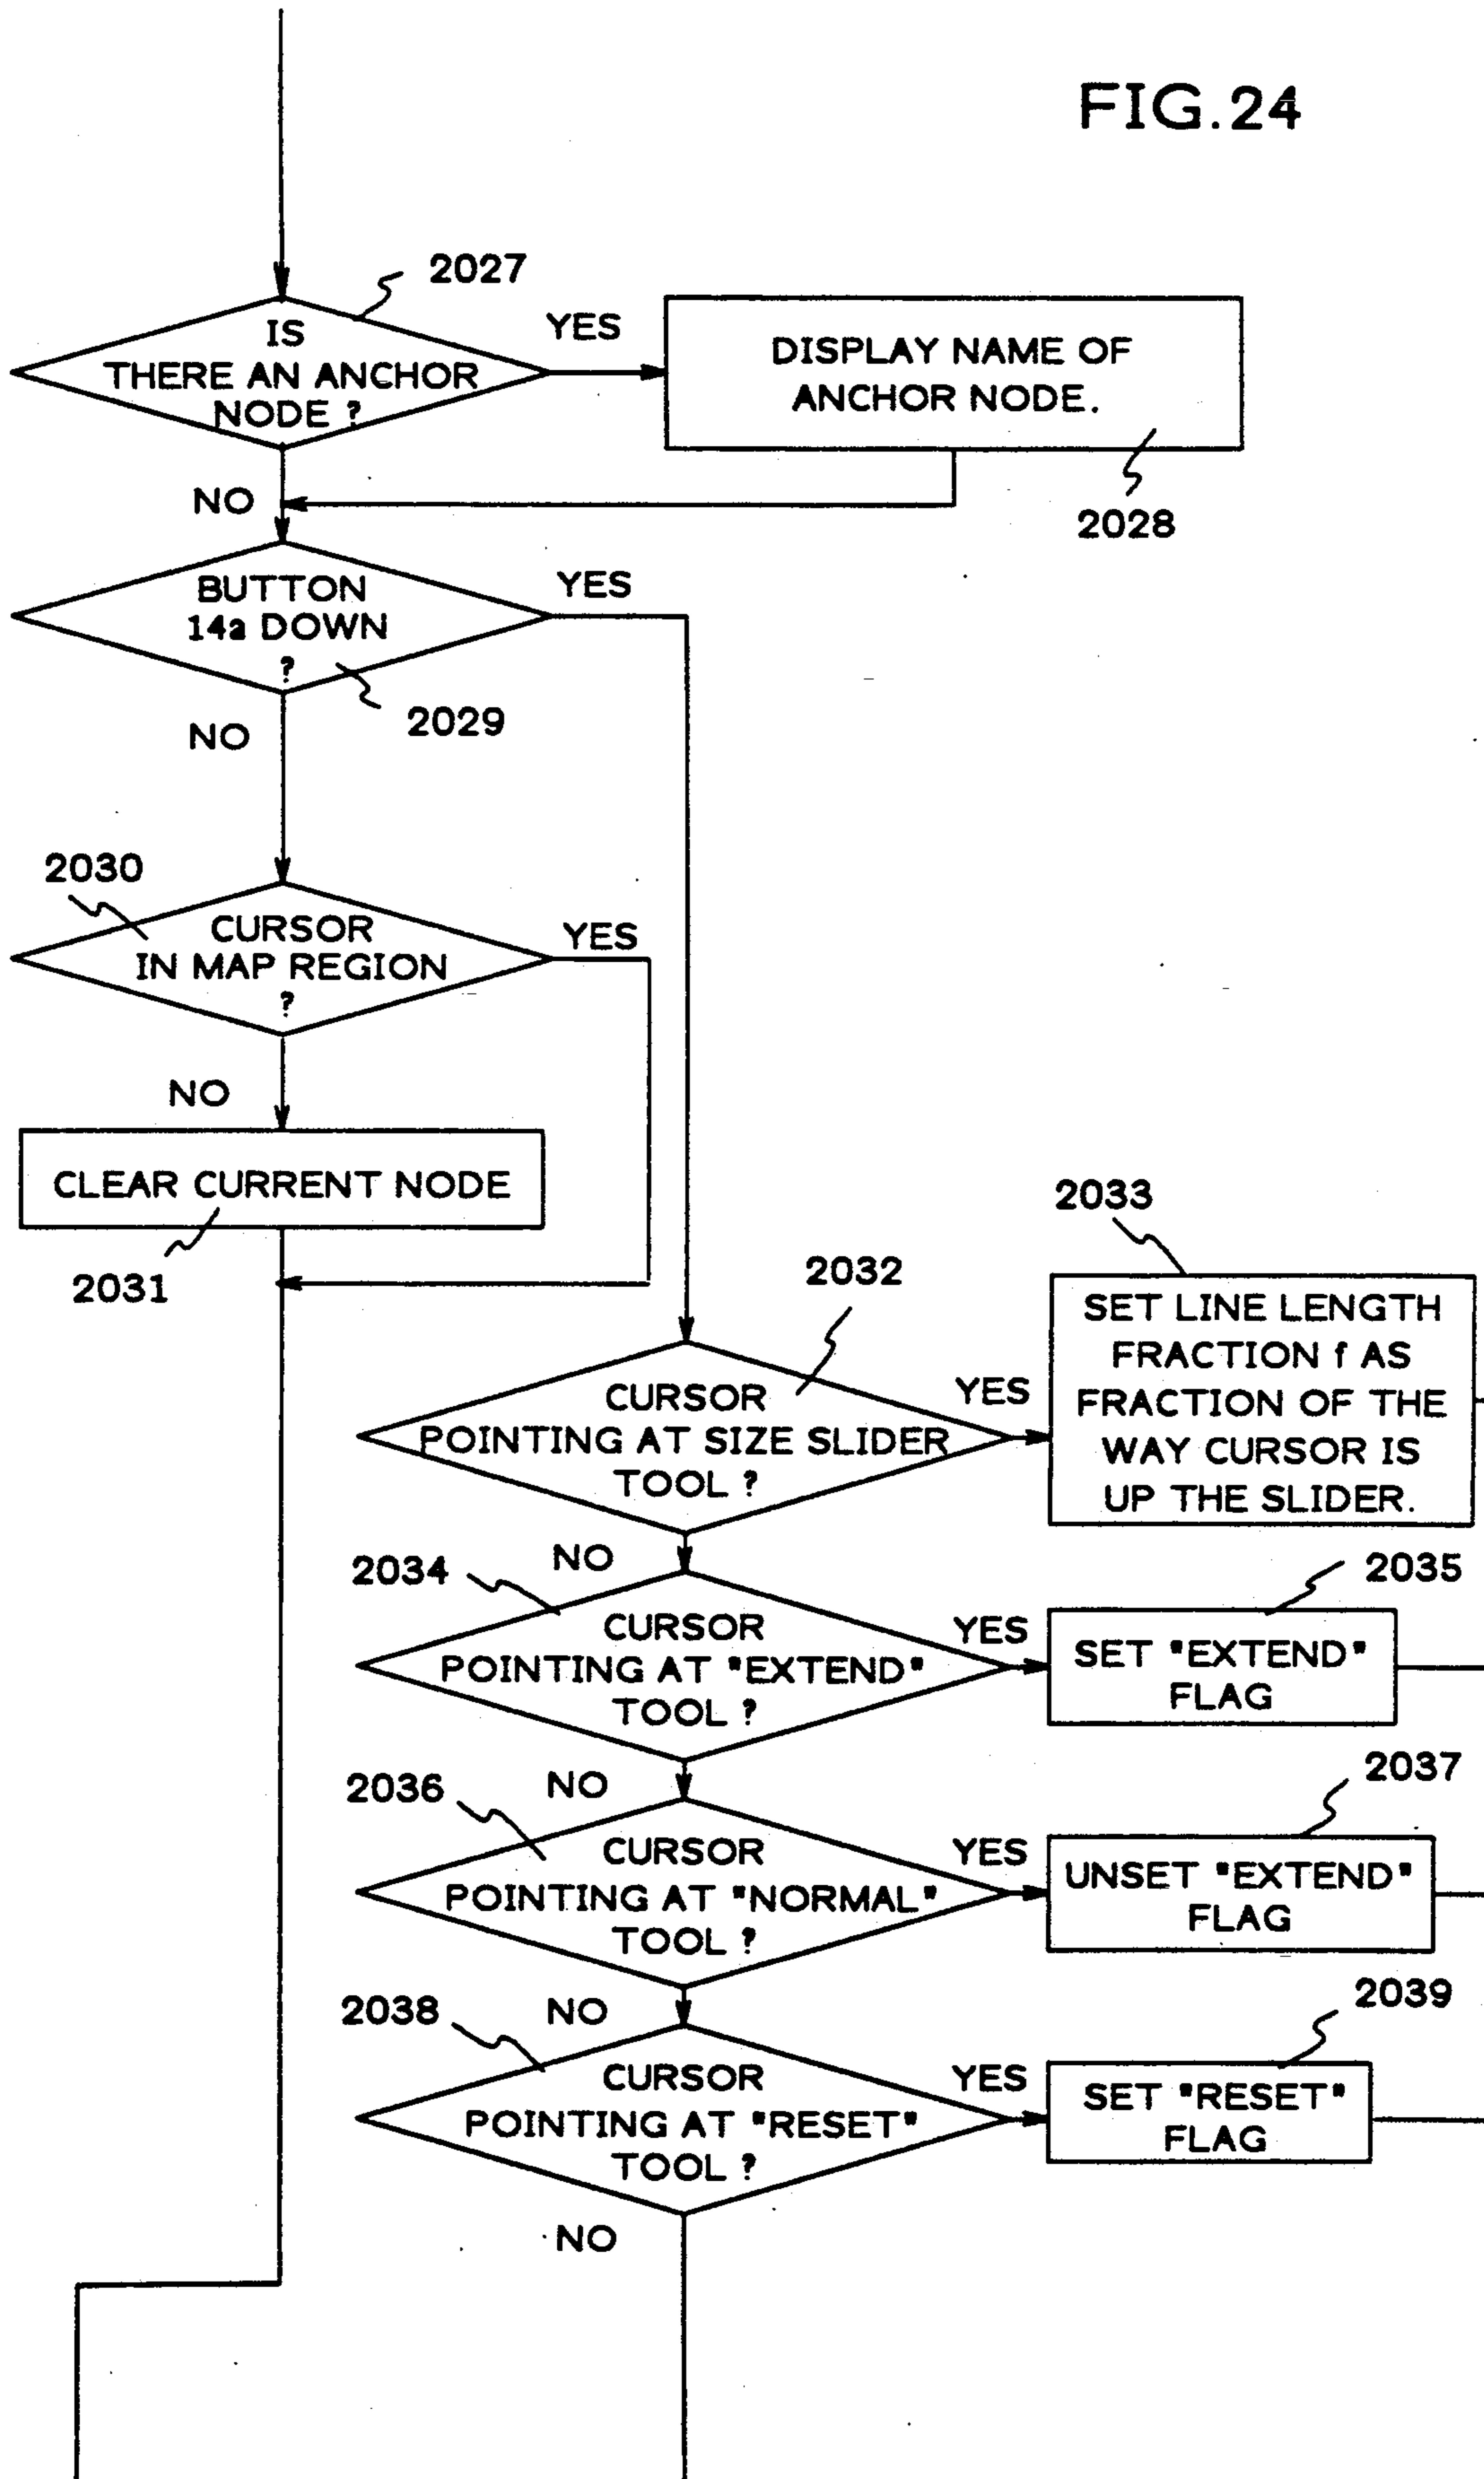 FIG.24
2027
IS
THERE AN ANCHOR
NODE ?
YES
DISPLAY NAME OF
ANCHOR NODE.
2028
NO
BUTTON
14a DOWN
?
YES
2029
NO
2030
CURSOR
IN MAP REGION
?
YES
NO
CLEAR CURRENT NODE
2031
2032
CURSOR
POINTING AT SIZE SLIDER
TOOL ?
YES
2033
SET LINE LENGTH
FRACTION f AS
FRACTION OF THE
WAY CURSOR IS
UP THE SLIDER.
NO
2034
CURSOR
POINTING AT "EXTEND"
TOOL ?
YES
2035
SET "EXTEND"
FLAG
NO
2036
CURSOR
POINTING AT "NORMAL"
TOOL ?
YES
2037
UNSET "EXTEND"
FLAG
NO
2038
CURSOR
POINTING AT "RESET"
TOOL ?
YES
2039
SET "RESET"
FLAG
NO